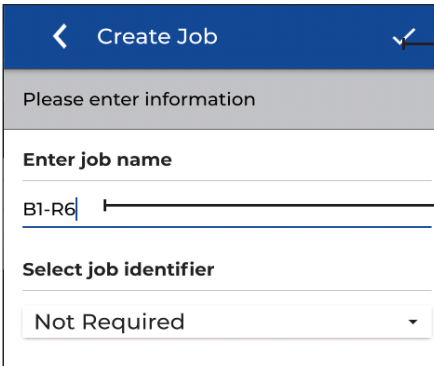 Create Job
Please enter information
Enter job name
B1-R6
Select job identifier
Not Required